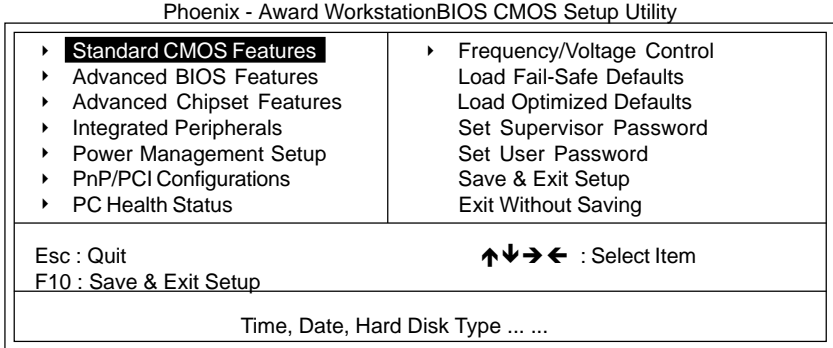 Phoenix - Award WorkstationBIOS CMOS Setup Utility
Standard CMOS Features
Advanced BIOS Features
Advanced Chipset Features
Integrated Peripherals
Power Management Setup
PnP/PCI Configurations
PC Health Status
Frequency/Voltage Control
Load Fail-Safe Defaults
Load Optimized Defaults
Set Supervisor Password
Set User Password
Save & Exit Setup
Exit Without Saving
Esc : Quit
F10 : Save & Exit Setup
↑↓→← : Select Item
Time, Date, Hard Disk Type ... ...